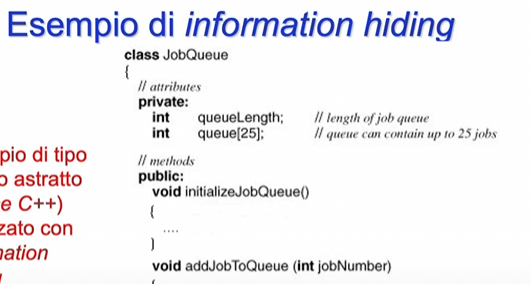 Esempio di information hiding
class JobQueue
{
// attributes
private:
int queueLength; // length of job queue
int queue[25]; // queue can contain up to 25 jobs
pio di tipo
o astratto
e C++)
zato con
nation
// methods
public:
void initializeJobQueue()
{
....
}
void addJobToQueue (int jobNumber)
{